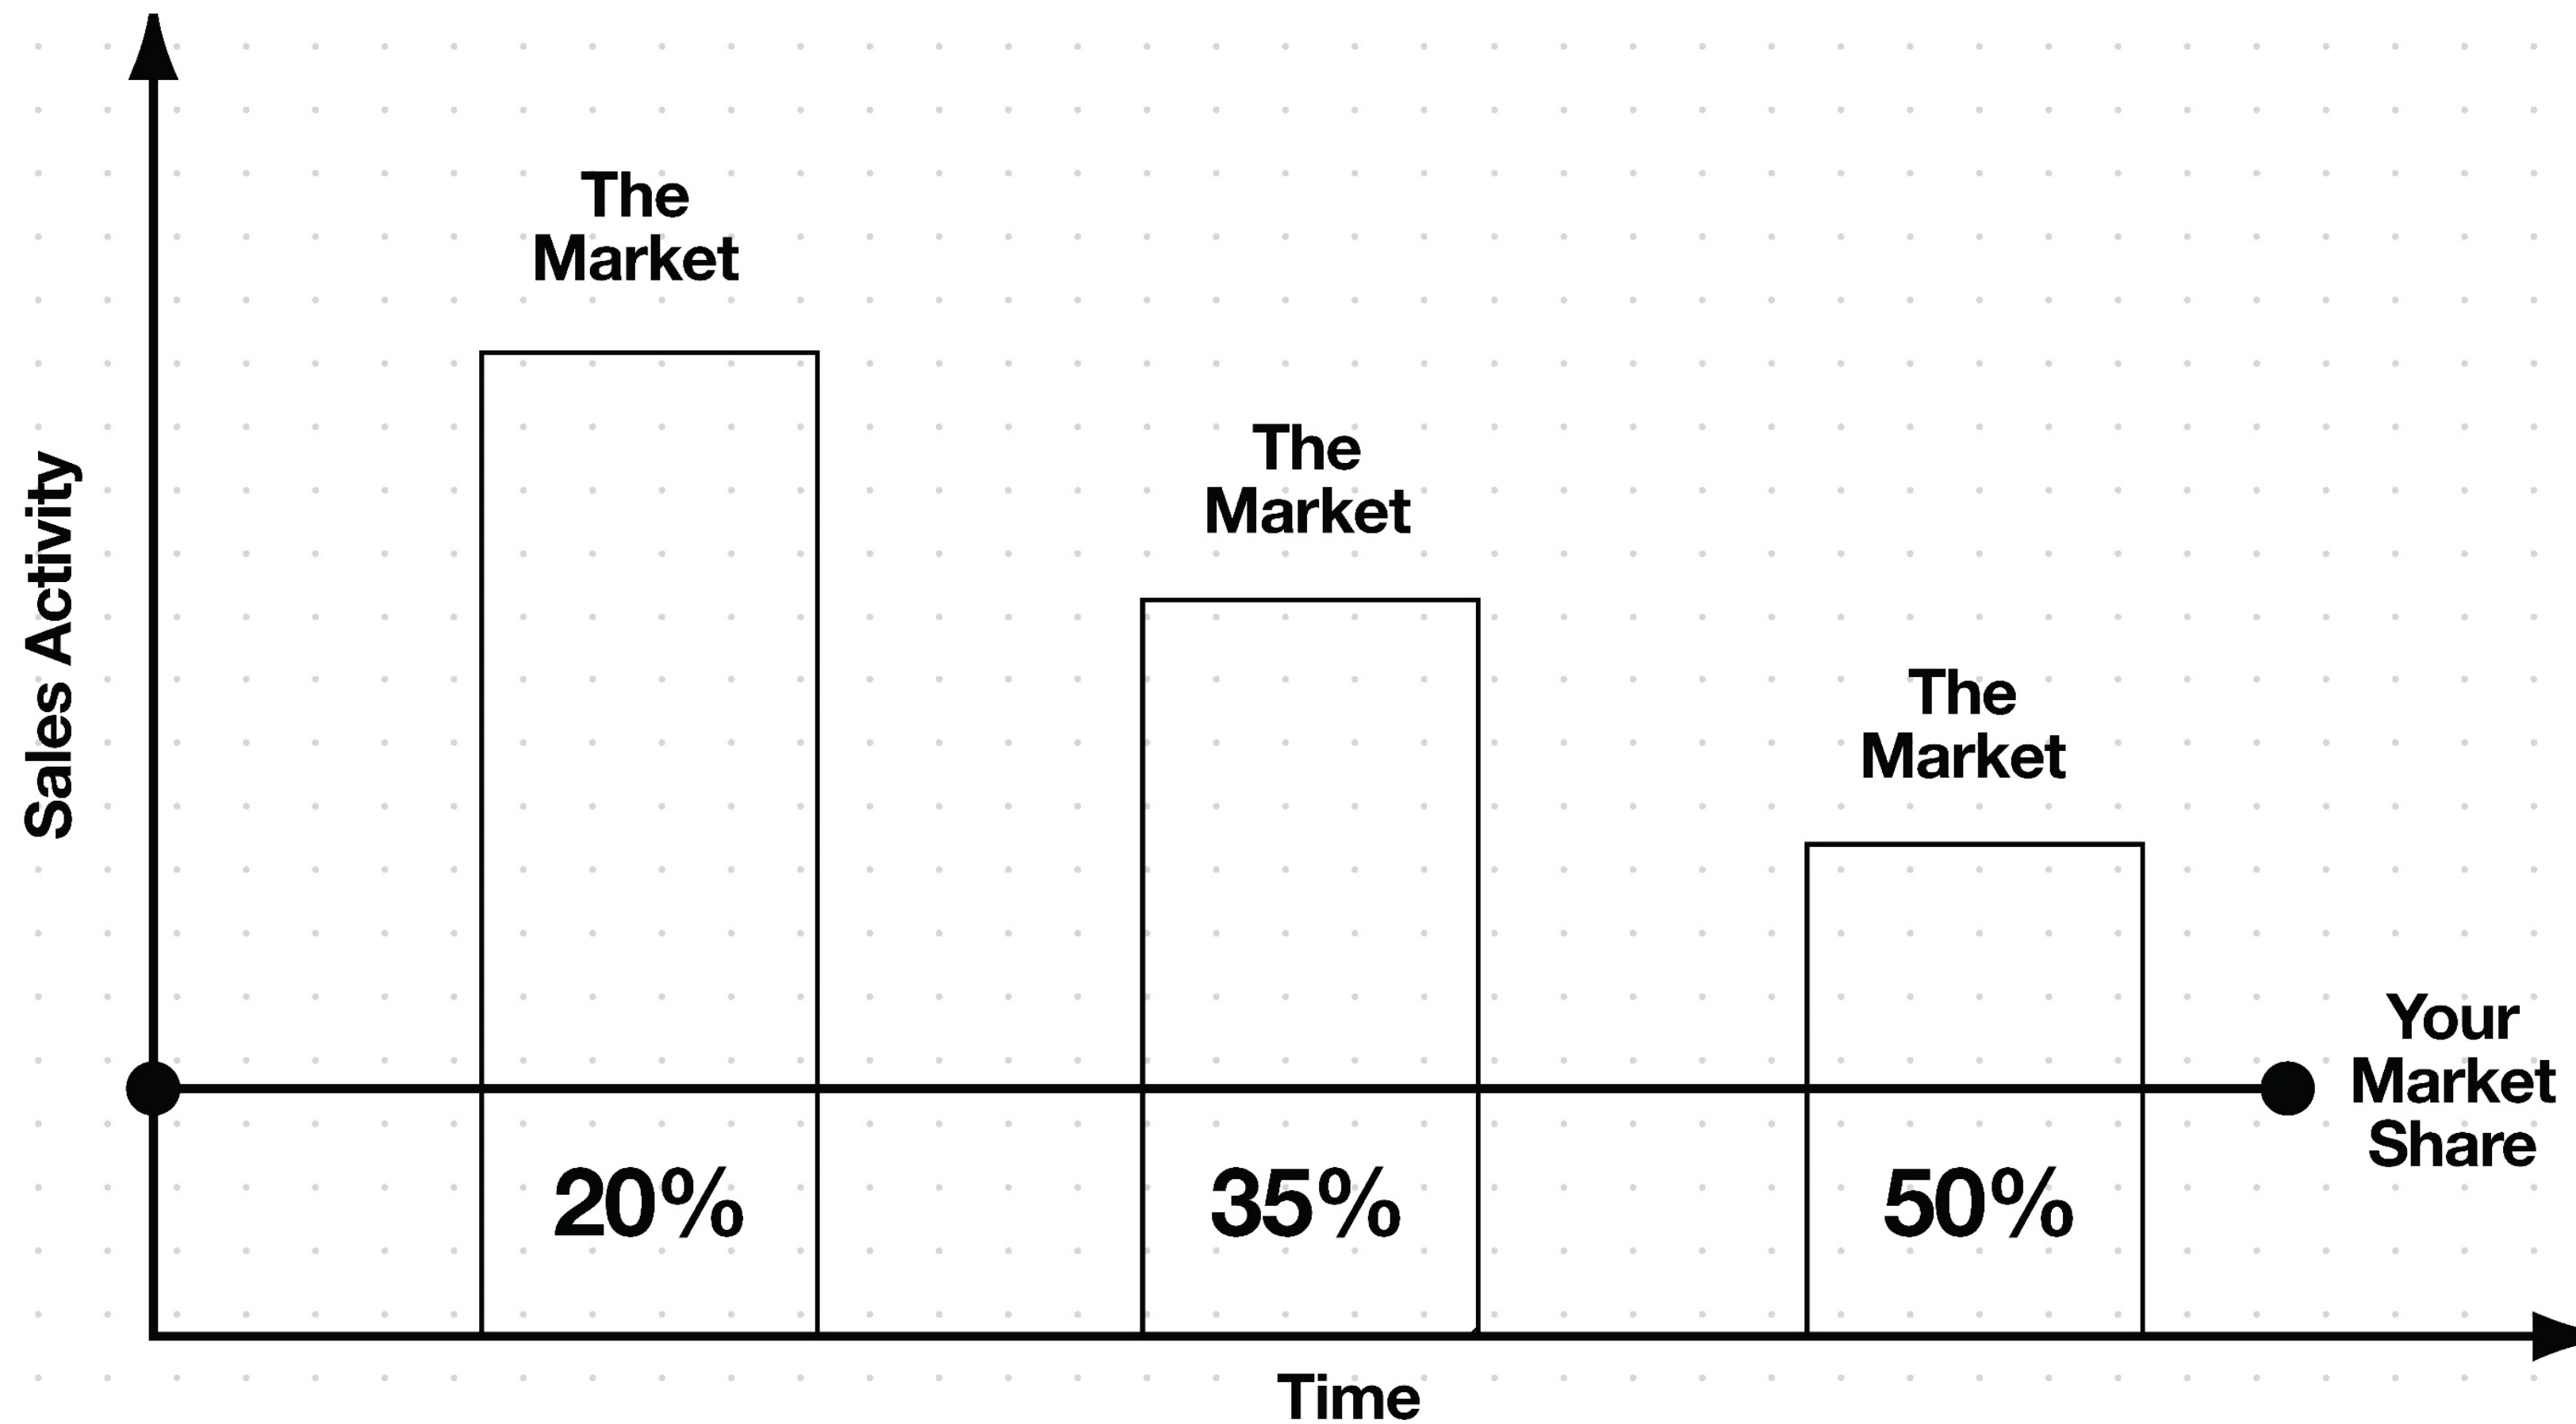 The
Market
The
Market
Sales Activity
The
Market
Your
Market
Share
20%
35%
50%
Time